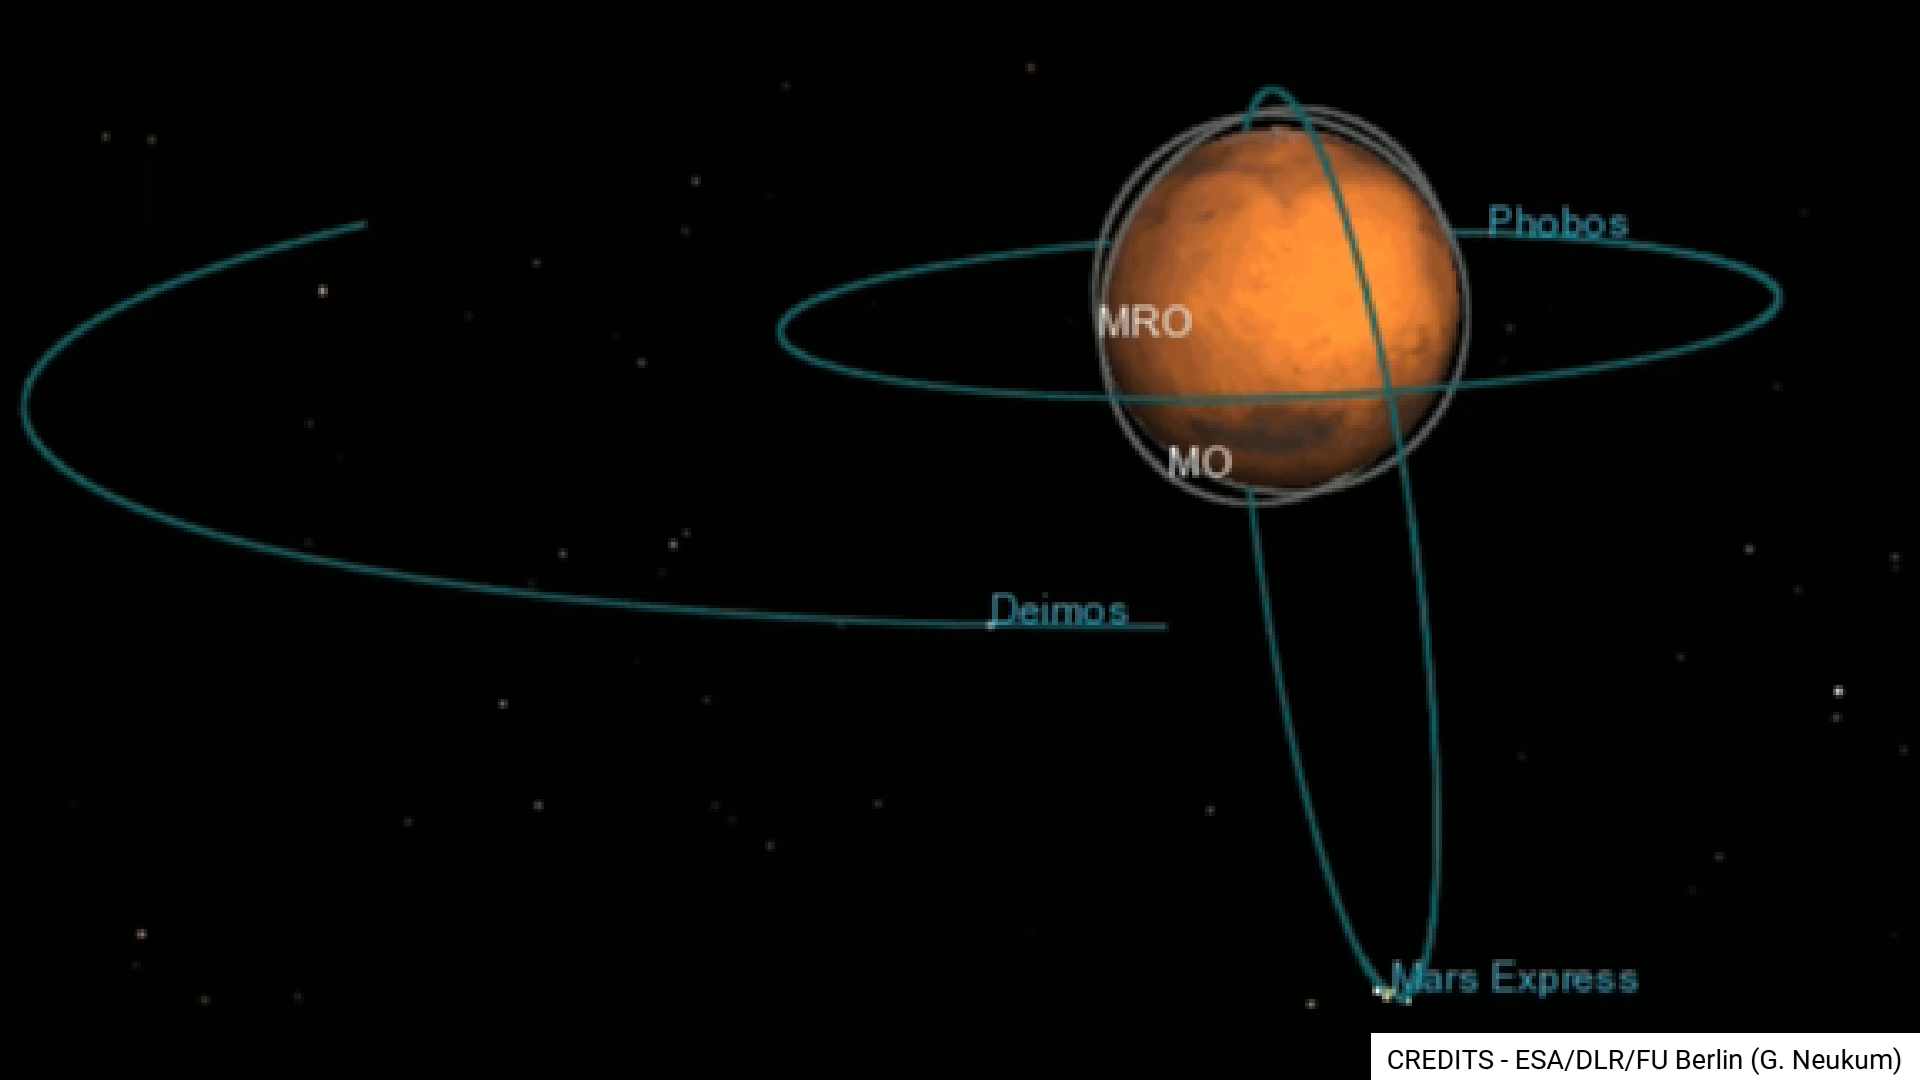 Phobos
MRO
MO
Deimos
Mars Express
CREDITS - ESA/DLR/FU Berlin (G. Neukum)